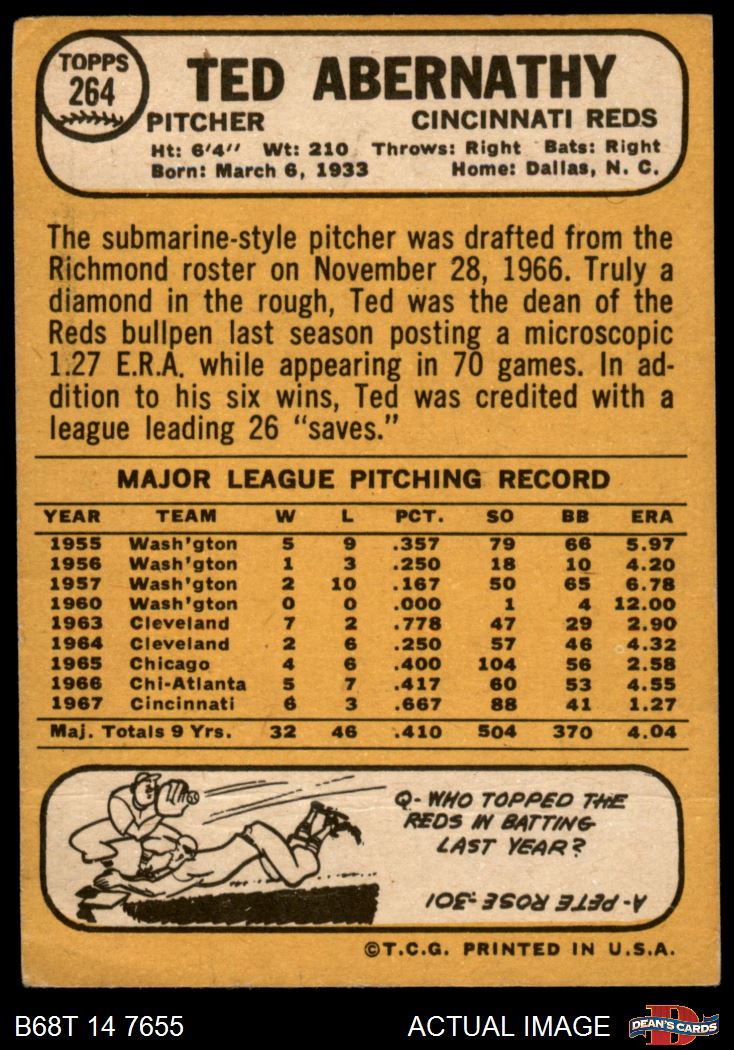 TOPPS
264
TED ABERNATHY
PITCHER CINCINNATI REDS
Ht: 6'4" Wt: 210 Throws: Right Bats: Right
Born: March 6, 1933 Home: Dallas, N. C.
The submarine-style pitcher was drafted from the
Richmond roster on November 28, 1966. Truly a
diamond in the rough, Ted was the dean of the
Reds bullpen last season posting a microscopic
1.27 E.R.A. while appearing in 70 games. In ad-
dition to his six wins, Ted was credited with a
league leading 26 "saves."
MAJOR LEAGUE PITCHING RECORD
YEAR TEAM W L PCT. SO BB ERA
1955 Wash'gton 5 9 .357 79 66 5.97
1956 Wash'gton 1 3 .250 18 10 4.20
1957 Wash'gton 2 10 .167 50 65 6.78
1960 Wash'gton 0 0 .000 1 4 12.00
1963 Cleveland 7 2 .778 47 29 2.90
1964 Cleveland 2 6 .250 57 46 4.32
1965 Chicago 4 6 .400 104 56 2.58
1966 Chi-Atlanta 5 7 .417 60 53 4.55
1967 Cincinnati 6 3 .667 88 41 1.27
Maj. Totals 9 Yrs. 32 46 .410 504 370 4.04
Q- WHO TOPPED THE
REDS IN BATTING
LAST YEAR?
A- PETE ROSE .301
©T.C.G. PRINTED IN U.S.A.
B68T 14 7655 ACTUAL IMAGE D DEAN'S CARDS